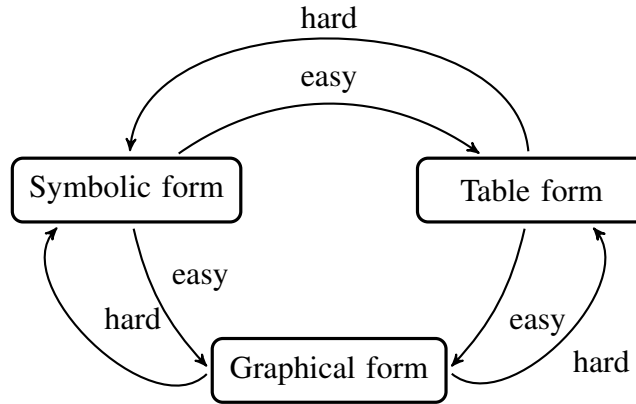 hard
easy
Symbolic form
Table form
easy
hard
easy
hard
Graphical form